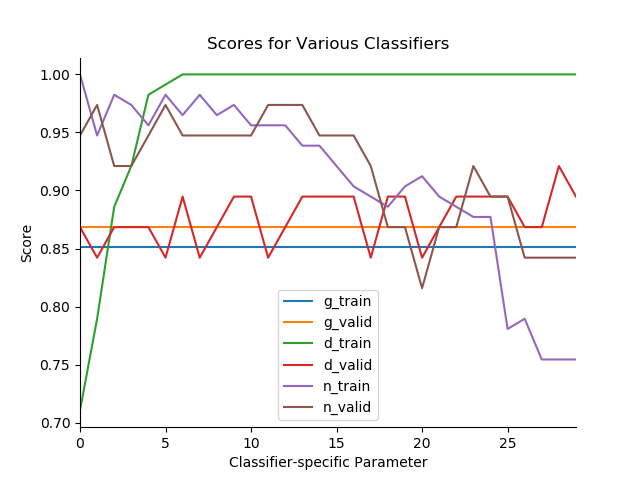 Scores for Various Classifiers
1.00
0.95
0.90
0.85
0.80
0.75
0.70
Score
g_train
g_valid
d_train
d_valid
n_train
n_valid
0 5 10 15 20 25
Classifier-specific Parameter